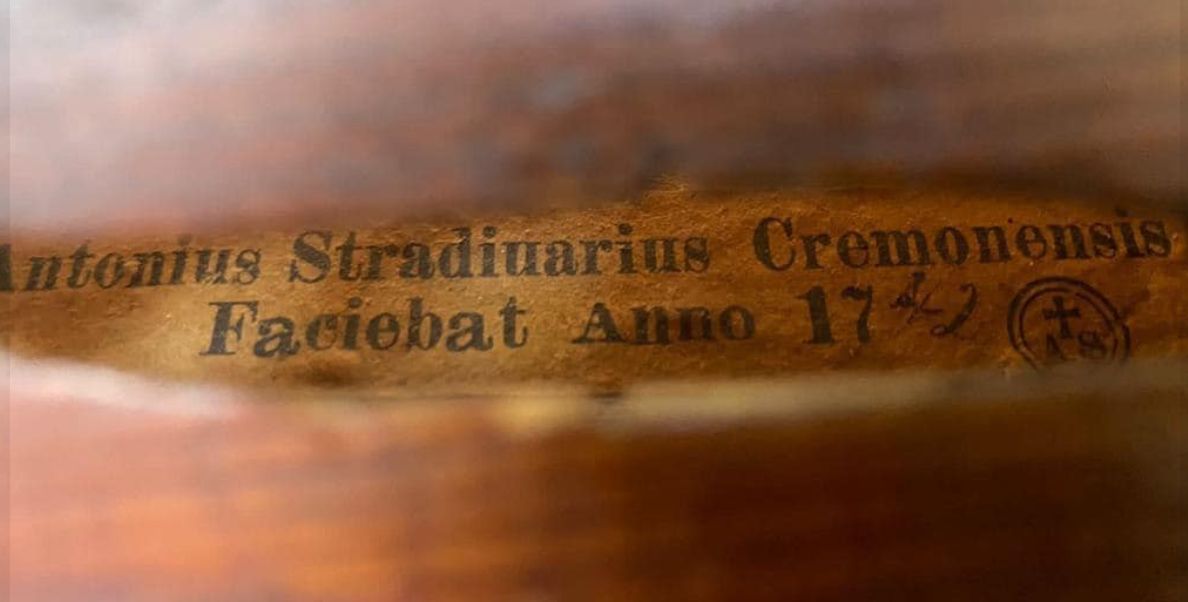 Antonius Stradiuarius Cremonensis
Faciebat Anno 17
A S